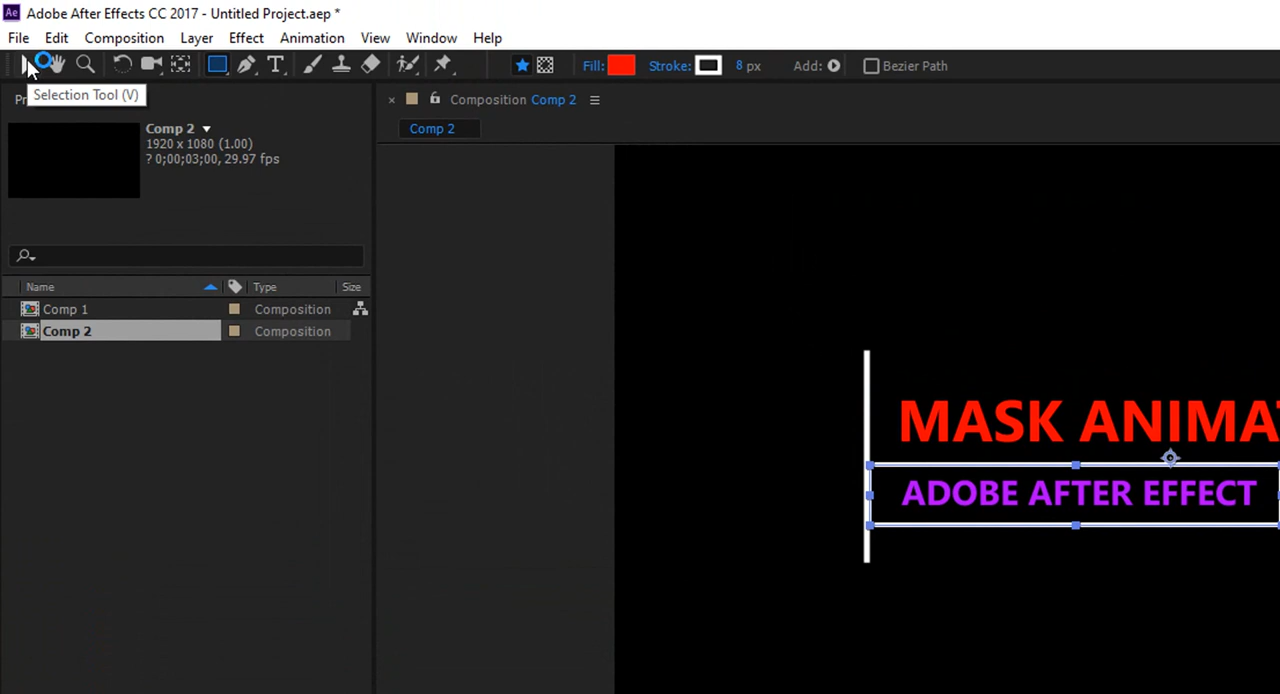 Ae Adobe After Effects CC 2017 - Untitled Project.aep *
File Edit Composition Layer Effect Animation View Window Help
T Fill: Stroke: 8 px Add: Bezier Path
Selection Tool (V)
Composition Comp 2
Comp 2
Comp 2
1920 x 1080 (1.00)
? 0;00;03;00, 29.97 fps
Name Type Size
Comp 1 Composition
Comp 2 Composition
MASK ANIMA
ADOBE AFTER EFFECT